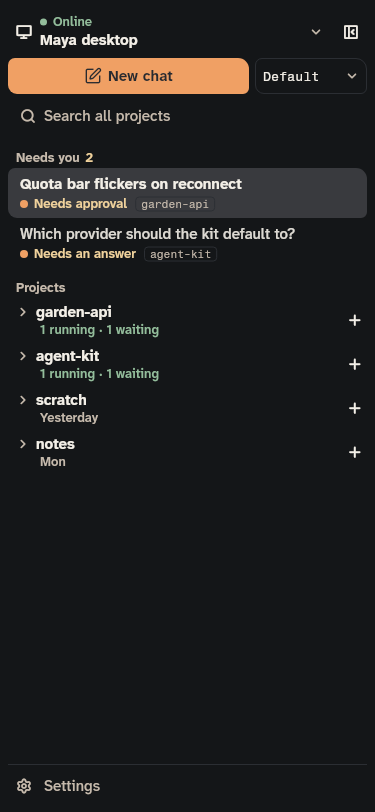 Online
Maya desktop
New chat
Default
Search all projects
Needs you 2
Quota bar flickers on reconnect
Needs approval garden-api
Which provider should the kit default to?
Needs an answer agent-kit
Projects
garden-api
1 running · 1 waiting
agent-kit
1 running · 1 waiting
scratch
Yesterday
notes
Mon
Settings